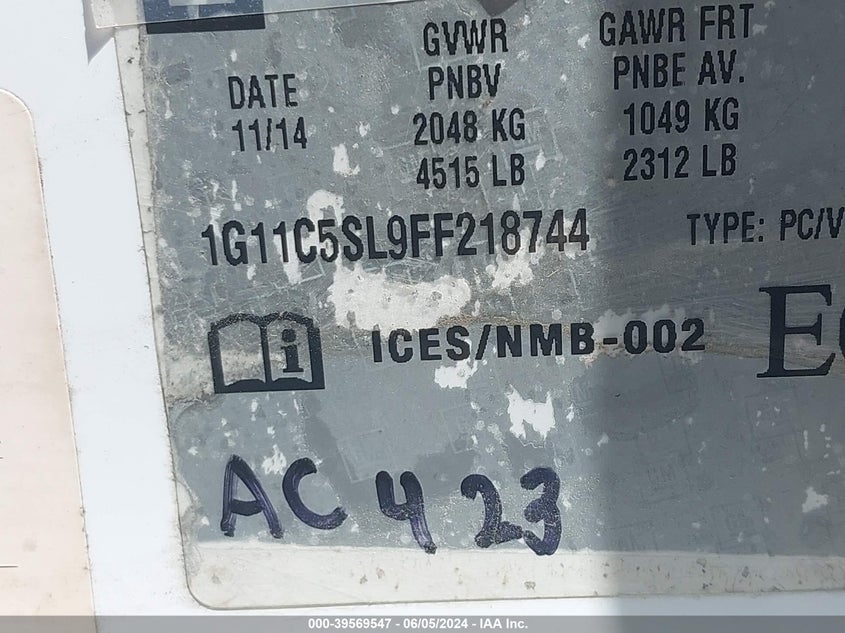 GVWR
PNBV
2048 KG
4515 LB
GAWR FRT
PNBE AV.
1049 KG
2312 LB
DATE
11/14
1G11C5SL9FF218744
TYPE: PC/V
i
ICES/NMB-002
AC 423
000-39569547 - 06/05/2024 - IAA Inc.